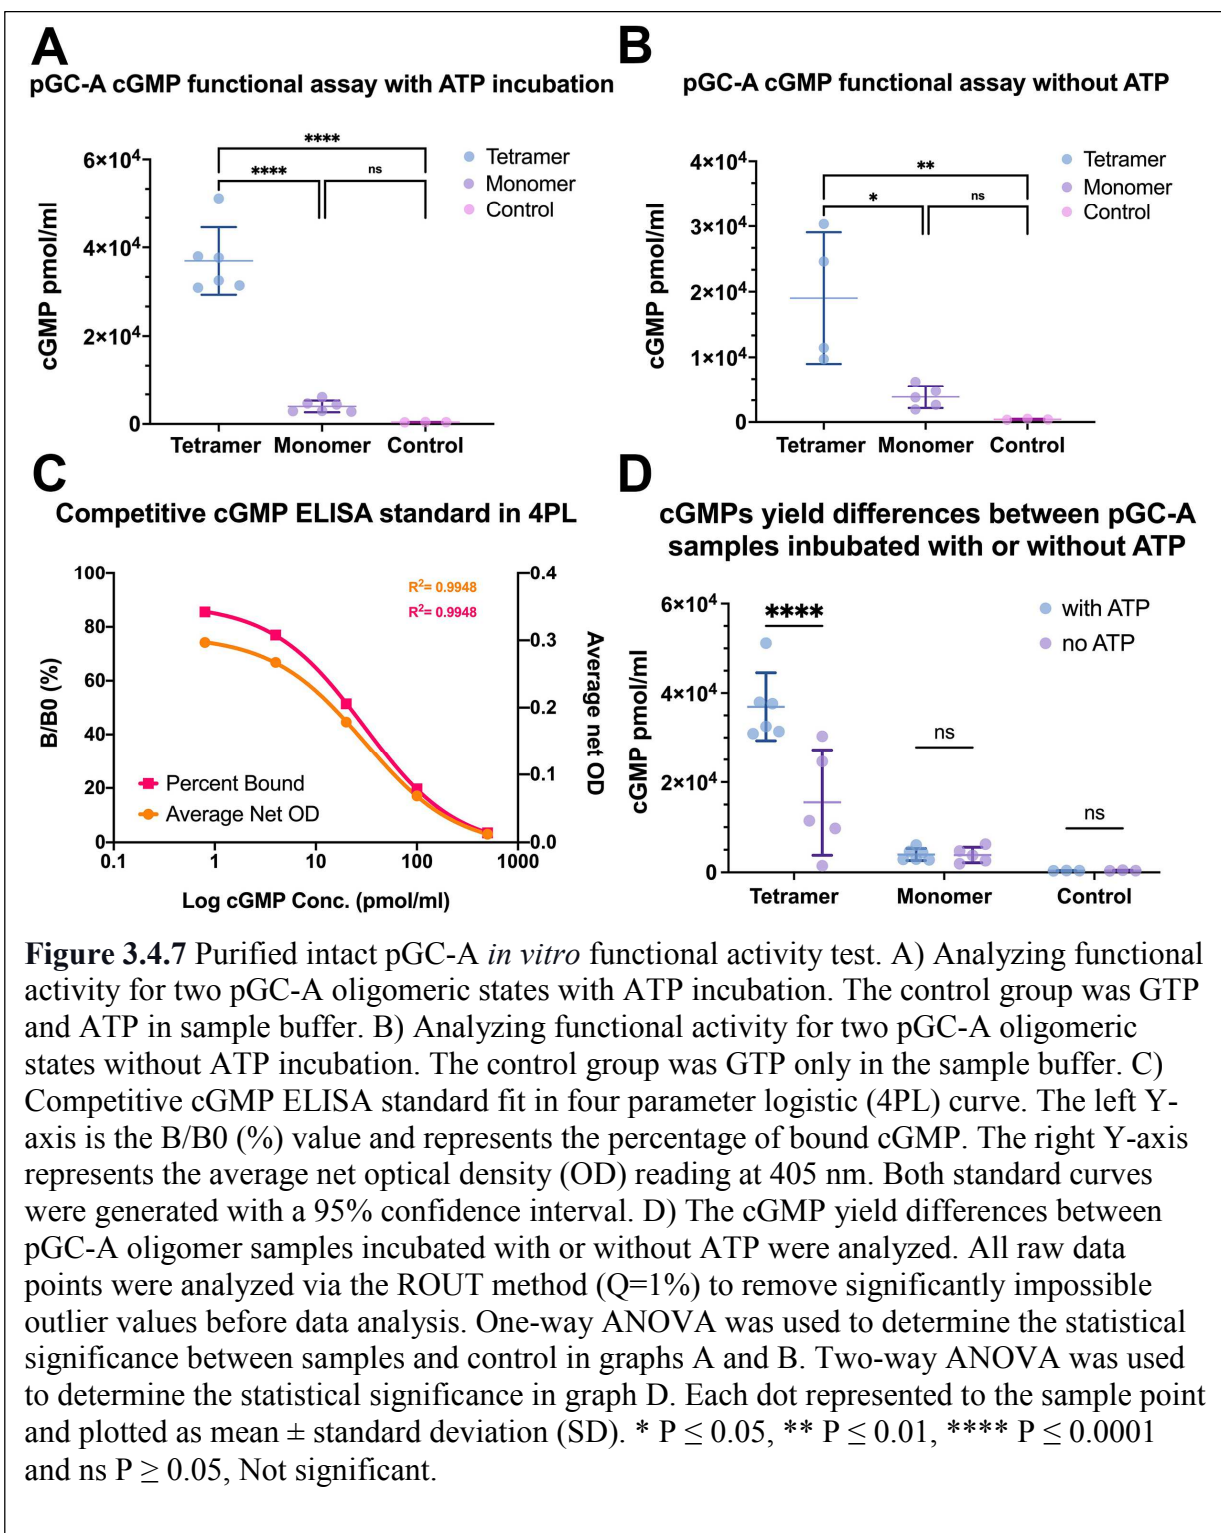 A
pGC-A cGMP functional assay with ATP incubation
cGMP pmol/ml
6×10⁴
4×10⁴
2×10⁴
0
****
****
ns
Tetramer
Monomer
Control
Tetramer Monomer Control
B
pGC-A cGMP functional assay without ATP
cGMP pmol/ml
4×10⁴
3×10⁴
2×10⁴
1×10⁴
0
**
*
ns
Tetramer
Monomer
Control
Tetramer Monomer Control
C
Competitive cGMP ELISA standard in 4PL
B/B0 (%)
100
80
60
40
20
0
R²= 0.9948
R²= 0.9948
0.4
0.3
0.2
0.1
0.0
Average net OD
Percent Bound
Average Net OD
0.1 1 10 100 1000
Log cGMP Conc. (pmol/ml)
D
cGMPs yield differences between pGC-A
samples inbubated with or without ATP
cGMP pmol/ml
6×10⁴
4×10⁴
2×10⁴
0
****
ns
ns
with ATP
no ATP
Tetramer Monomer Control
Figure 3.4.7 Purified intact pGC-A in vitro functional activity test. A) Analyzing functional
activity for two pGC-A oligomeric states with ATP incubation. The control group was GTP
and ATP in sample buffer. B) Analyzing functional activity for two pGC-A oligomeric
states without ATP incubation. The control group was GTP only in the sample buffer. C)
Competitive cGMP ELISA standard fit in four parameter logistic (4PL) curve. The left Y-
axis is the B/B0 (%) value and represents the percentage of bound cGMP. The right Y-axis
represents the average net optical density (OD) reading at 405 nm. Both standard curves
were generated with a 95% confidence interval. D) The cGMP yield differences between
pGC-A oligomer samples incubated with or without ATP were analyzed. All raw data
points were analyzed via the ROUT method (Q=1%) to remove significantly impossible
outlier values before data analysis. One-way ANOVA was used to determine the statistical
significance between samples and control in graphs A and B. Two-way ANOVA was used
to determine the statistical significance in graph D. Each dot represented to the sample point
and plotted as mean ± standard deviation (SD). * P ≤ 0.05, ** P ≤ 0.01, **** P ≤ 0.0001
and ns P ≥ 0.05, Not significant.